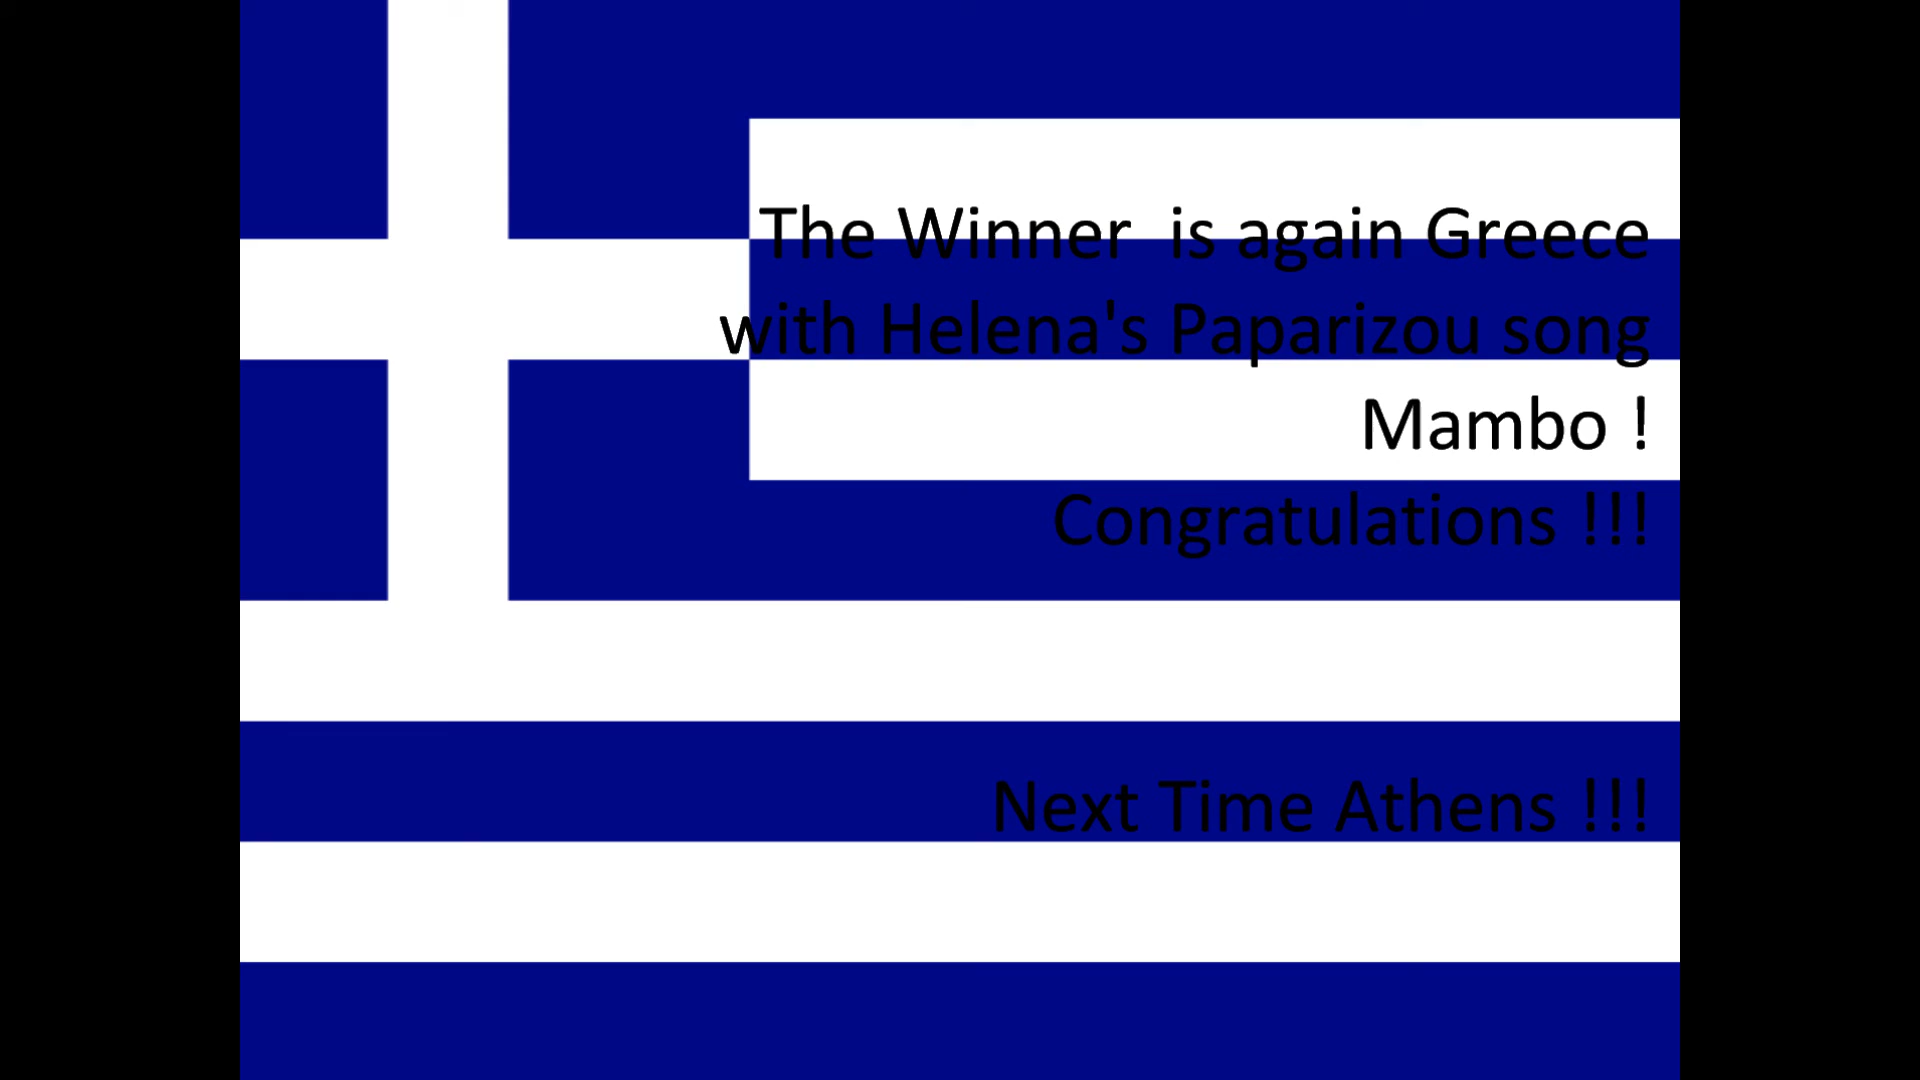 The Winner  is again Greece
with Helena's Paparizou song
Mambo !
Congratulations !!!
Next Time Athens !!!